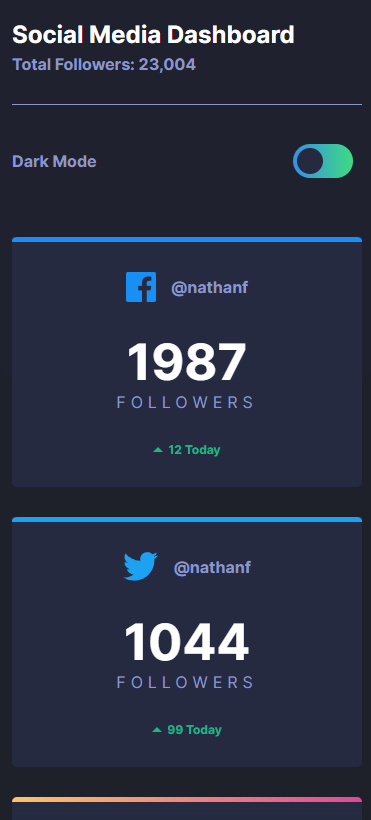 Social Media Dashboard
Total Followers: 23,004
Dark Mode
@nathanf
1987
FOLLOWERS
12 Today
@nathanf
1044
FOLLOWERS
99 Today